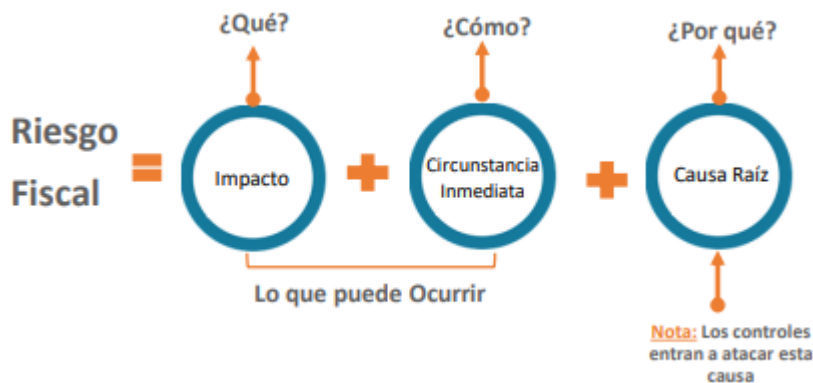 ¿Qué?
¿Cómo?
¿Por qué?
Riesgo
Fiscal
=
Impacto
+
Circunstancia
Inmediata
+
Causa Raíz
Lo que puede Ocurrir
Nota: Los controles
entran a atacar esta
causa